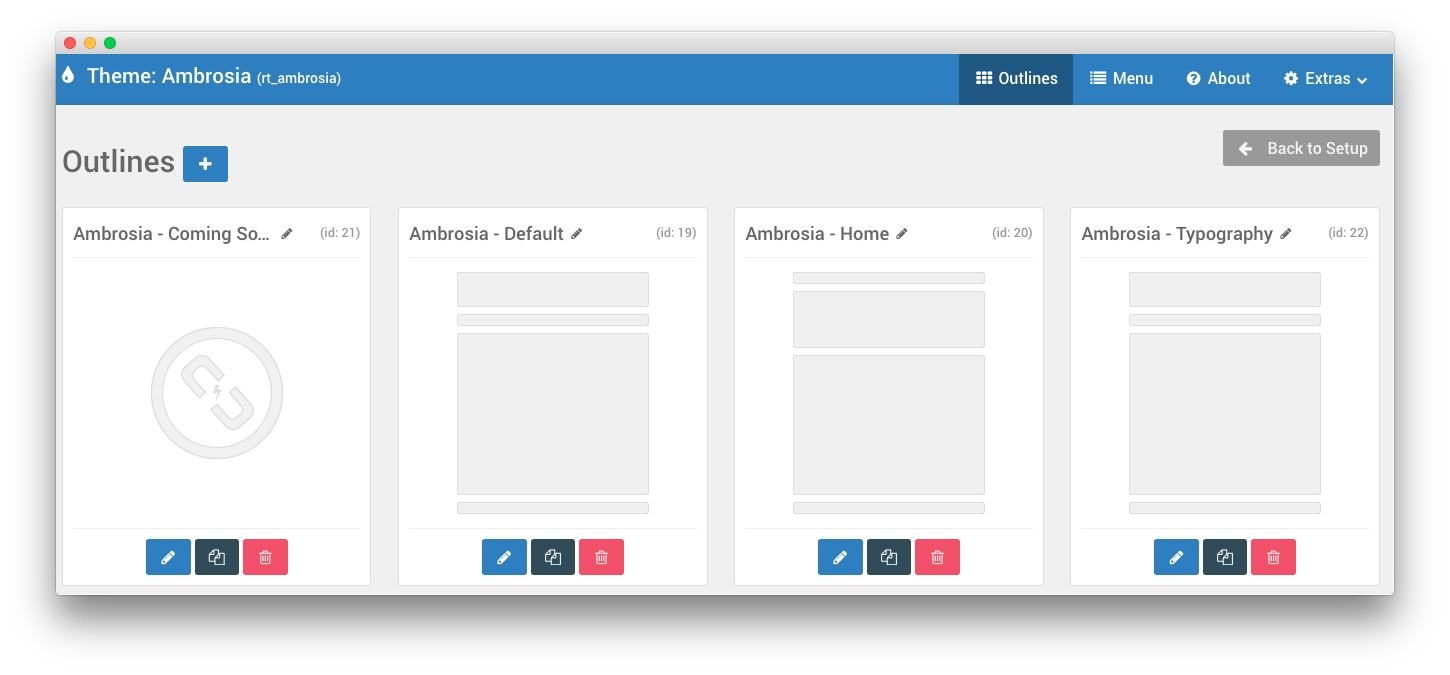 Theme: Ambrosia (rt_ambrosia)
Outlines
Menu
About
Extras
Outlines
Back to Setup
Ambrosia - Coming So... (id: 21)
Ambrosia - Default (id: 19)
Ambrosia - Home (id: 20)
Ambrosia - Typography (id: 22)